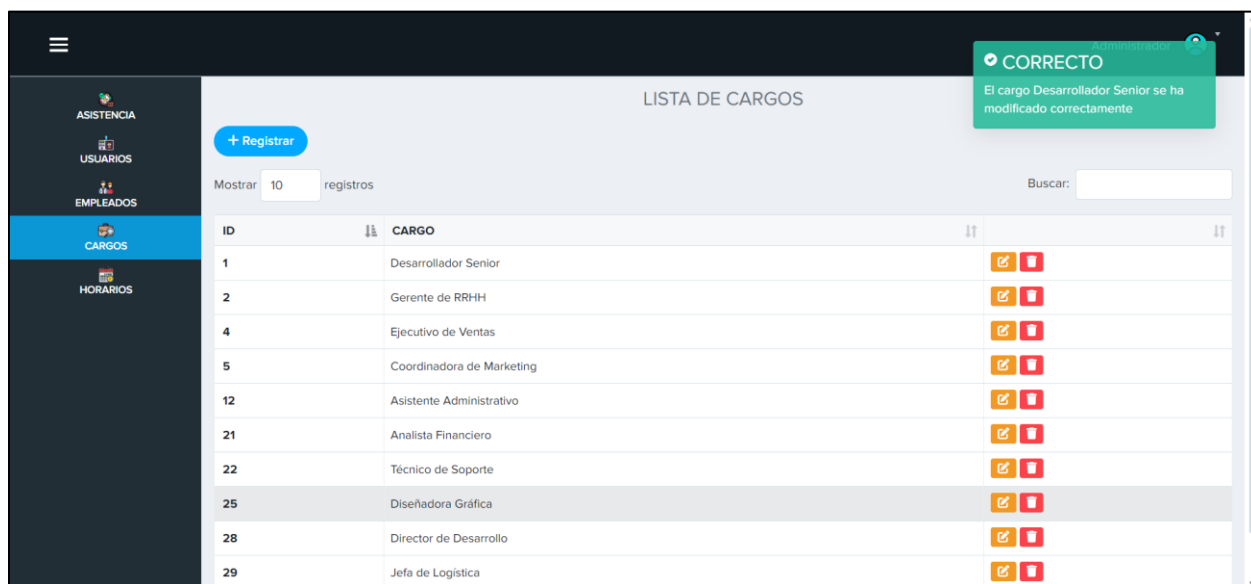 Administrador
CORRECTO
El cargo Desarrollador Senior se ha
modificado correctamente
ASISTENCIA
USUARIOS
EMPLEADOS
CARGOS
HORARIOS
LISTA DE CARGOS
+ Registrar
Mostrar 10 registros
Buscar:
ID CARGO
1 Desarrollador Senior
2 Gerente de RRHH
4 Ejecutivo de Ventas
5 Coordinadora de Marketing
12 Asistente Administrativo
21 Analista Financiero
22 Técnico de Soporte
25 Diseñadora Gráfica
28 Director de Desarrollo
29 Jefa de Logística